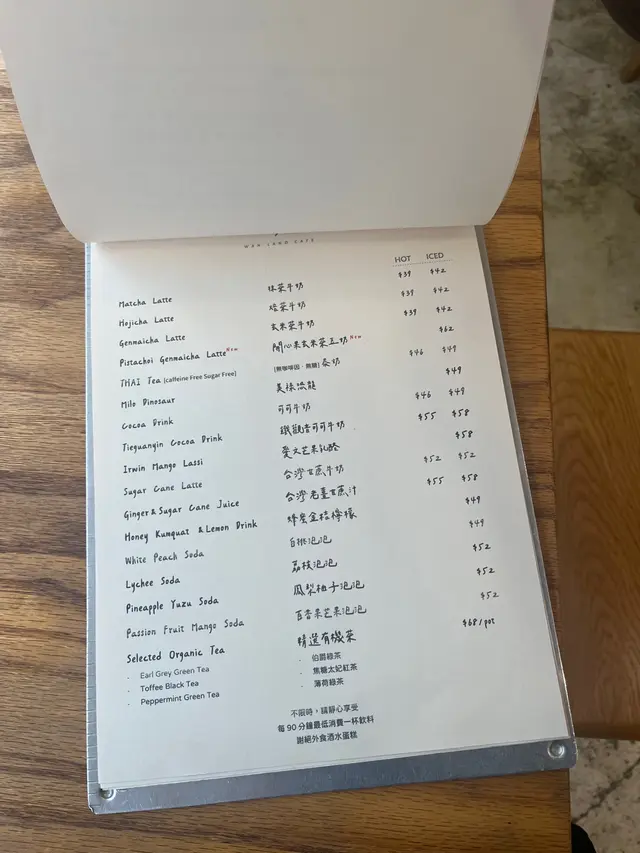 HOT ICED
Matcha Latte 抹茶牛奶 $39 $42
Hojicha Latte 焙茶牛奶 $39 $42
Genmaicha Latte 玄米茶牛奶 $39 $42
Pistachoi Genmaicha Latte New 開心果玄米茶豆奶 New $62
THAI Tea [caffeine Free Sugar Free] [無咖啡因．無糖] 泰奶 $46 $49
Milo Dinosaur 美祿恐龍 $49
Cocoa Drink 可可牛奶 $46 $49
Tieguanyin Cocoa Drink 鐵觀音可可牛奶 $55 $58
Irwin Mango Lassi 愛文芒果乳酪 $58
Sugar Cane Latte 台灣甘蔗牛奶 $52 $52
Ginger & Sugar Cane Juice 台灣老薑甘蔗汁 $55 $58
Honey Kumquat & Lemon Drink 蜂蜜金桔檸檬 $49
White Peach Soda 白桃泡泡 $49
Lychee Soda 荔枝泡泡 $52
Pineapple Yuzu Soda 鳳梨柚子泡泡 $52
Passion Fruit Mango Soda 百香果芒果泡泡 $52
Selected Organic Tea 精選有機茶 $68/pot
· Earl Grey Green Tea · 伯爵綠茶
· Toffee Black Tea · 焦糖太妃紅茶
· Peppermint Green Tea · 薄荷綠茶
不限時，請靜心享受
每 90 分鐘最低消費一杯飲料
謝絕外食酒水蛋糕